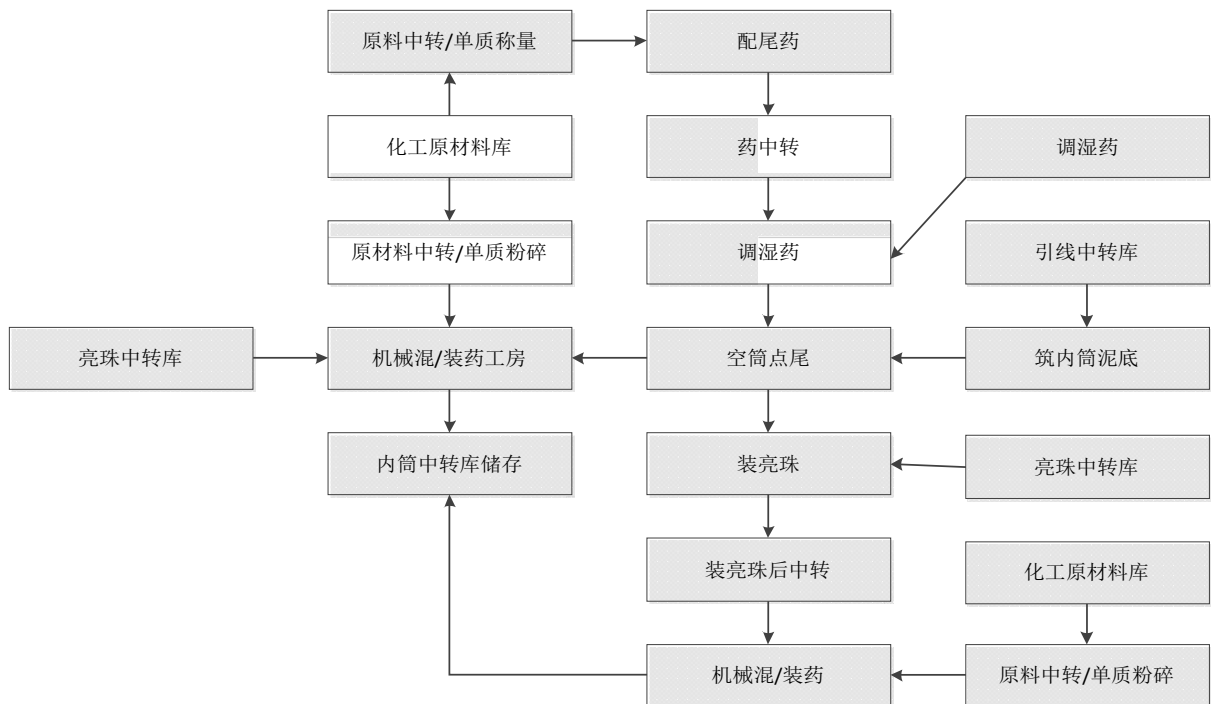 原料中转/单质称量
配尾药
化工原材料库
药中转
调湿药
原材料中转/单质粉碎
调湿药
引线中转库
亮珠中转库
机械混/装药工房
空筒点尾
筑内筒泥底
内筒中转库储存
装亮珠
亮珠中转库
装亮珠后中转
化工原材料库
机械混/装药
原料中转/单质粉碎